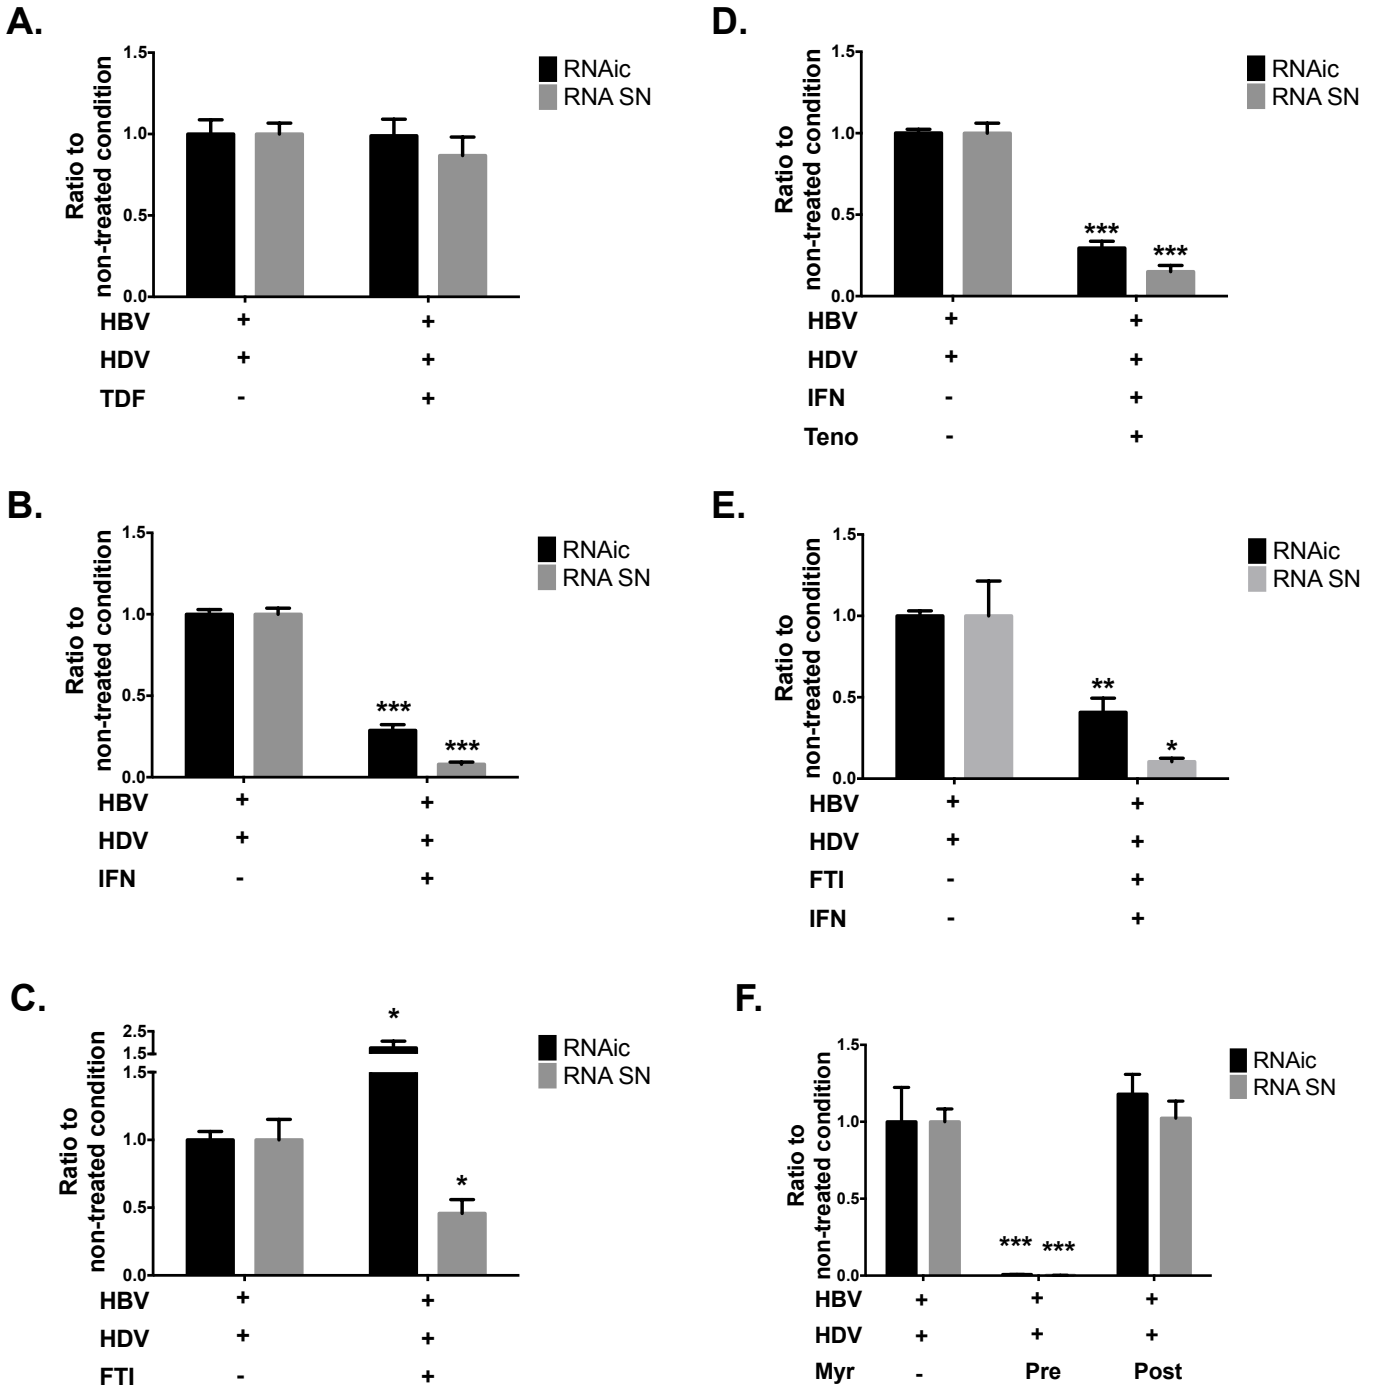 A.
Ratio to
non-treated condition
1.5
1.0
0.5
0.0
RNAic
RNA SN
HBV + +
HDV + +
TDF - +
D.
Ratio to
non-treated condition
1.5
1.0
0.5
0.0
RNAic
RNA SN
***
***
HBV + +
HDV + +
IFN - +
Teno - +
B.
Ratio to
non-treated condition
1.5
1.0
0.5
0.0
RNAic
RNA SN
***
***
HBV + +
HDV + +
IFN - +
E.
Ratio to
non-treated condition
1.5
1.0
0.5
0.0
RNAic
RNA SN
**
*
HBV + +
HDV + +
FTI - +
IFN - +
C.
Ratio to
non-treated condition
2.5
1.5
1.5
1.0
0.5
0.0
RNAic
RNA SN
*
*
HBV + +
HDV + +
FTI - +
F.
Ratio to
non-treated condition
1.5
1.0
0.5
0.0
RNAic
RNA SN
*** ***
HBV + + +
HDV + + +
Myr - Pre Post